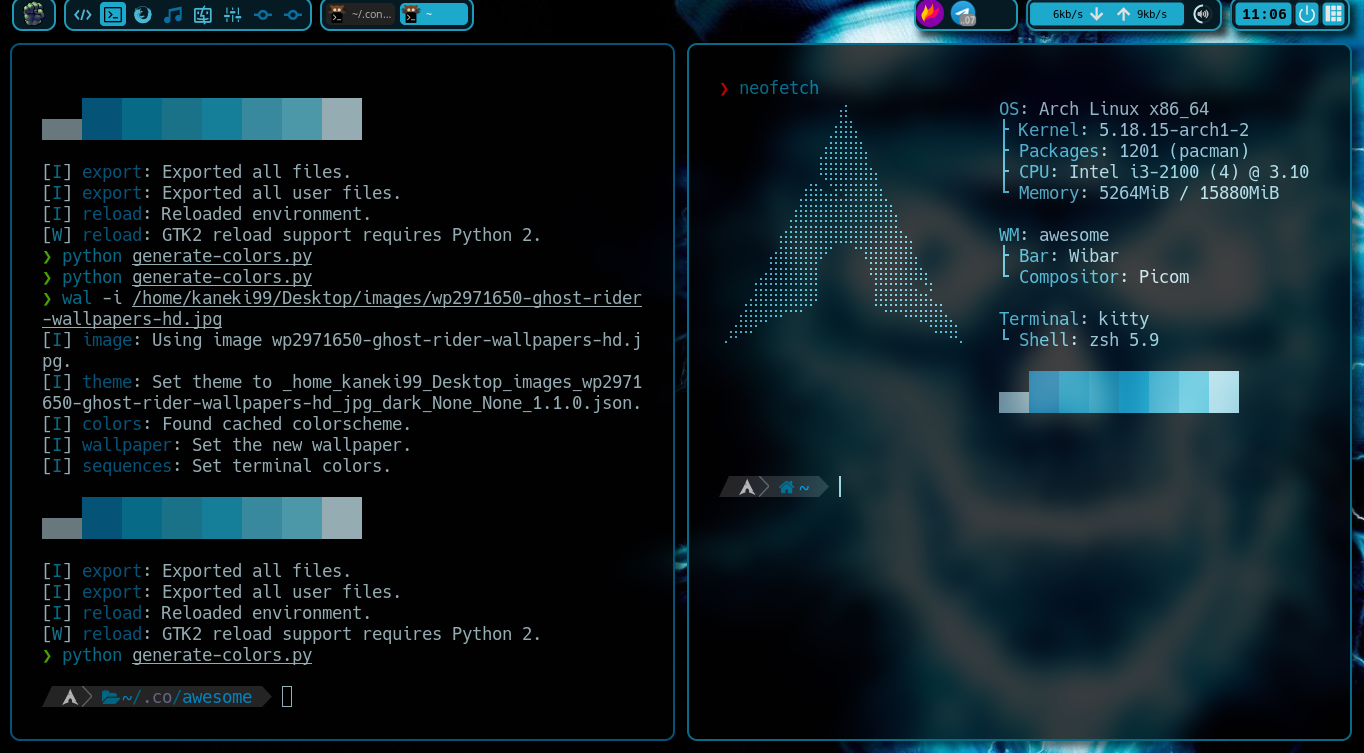 ~/.con...
~
.07
6kb/s
9kb/s
11:06
[I] export: Exported all files.
[I] export: Exported all user files.
[I] reload: Reloaded environment.
[W] reload: GTK2 reload support requires Python 2.
❯ python generate-colors.py
❯ python generate-colors.py
❯ wal -i /home/kaneki99/Desktop/images/wp2971650-ghost-rider
-wallpapers-hd.jpg
[I] image: Using image wp2971650-ghost-rider-wallpapers-hd.j
pg.
[I] theme: Set theme to _home_kaneki99_Desktop_images_wp2971
650-ghost-rider-wallpapers-hd_jpg_dark_None_None_1.1.0.json.
[I] colors: Found cached colorscheme.
[I] wallpaper: Set the new wallpaper.
[I] sequences: Set terminal colors.
[I] export: Exported all files.
[I] export: Exported all user files.
[I] reload: Reloaded environment.
[W] reload: GTK2 reload support requires Python 2.
❯ python generate-colors.py
~/.co/awesome
❯ neofetch
OS: Arch Linux x86_64
Kernel: 5.18.15-arch1-2
Packages: 1201 (pacman)
CPU: Intel i3-2100 (4) @ 3.10
Memory: 5264MiB / 15880MiB
WM: awesome
Bar: Wibar
Compositor: Picom
Terminal: kitty
Shell: zsh 5.9
~